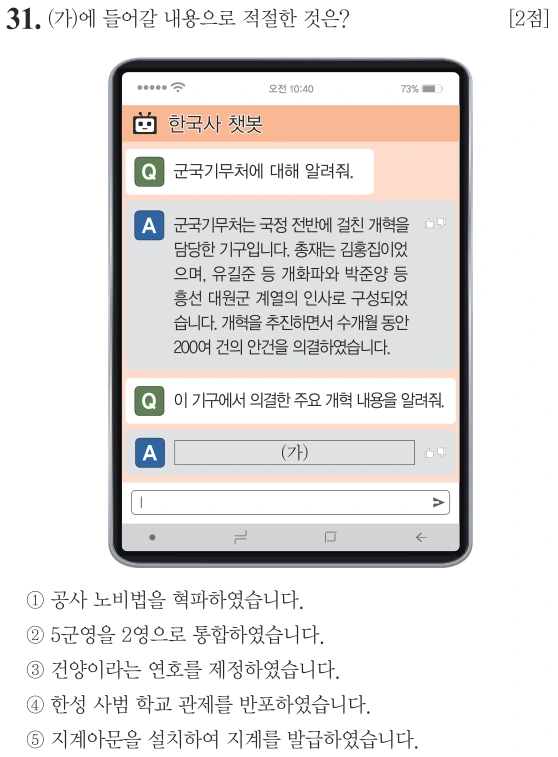 31. (가)에 들어갈 내용으로 적절한 것은? [2점]
오전 10:40 73%
한국사 챗봇
Q 군국기무처에 대해 알려줘.
A 군국기무처는 국정 전반에 걸친 개혁을
담당한 기구입니다. 총재는 김홍집이었
으며, 유길준 등 개화파와 박준양 등
흥선 대원군 계열의 인사로 구성되었
습니다. 개혁을 추진하면서 수개월 동안
200여 건의 안건을 의결하였습니다.
Q 이 기구에서 의결한 주요 개혁 내용을 알려줘.
A (가)
① 공사 노비법을 혁파하였습니다.
② 5군영을 2영으로 통합하였습니다.
③ 건양이라는 연호를 제정하였습니다.
④ 한성 사범 학교 관제를 반포하였습니다.
⑤ 지계아문을 설치하여 지계를 발급하였습니다.